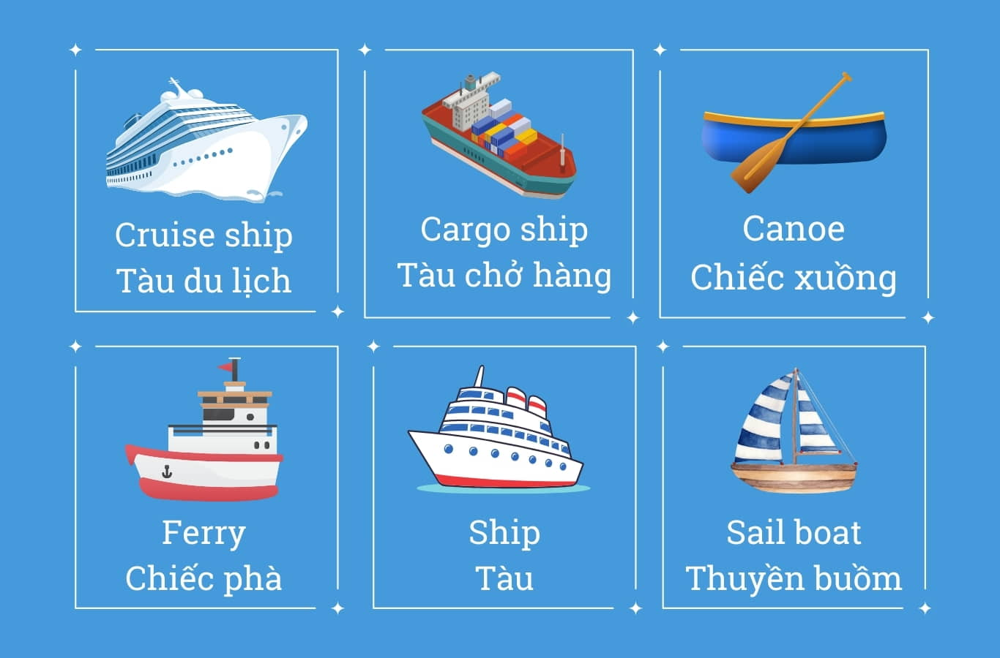 Cruise ship
Tàu du lịch
Cargo ship
Tàu chở hàng
Canoe
Chiếc xuồng
Ferry
Chiếc phà
Ship
Tàu
Sail boat
Thuyền buồm